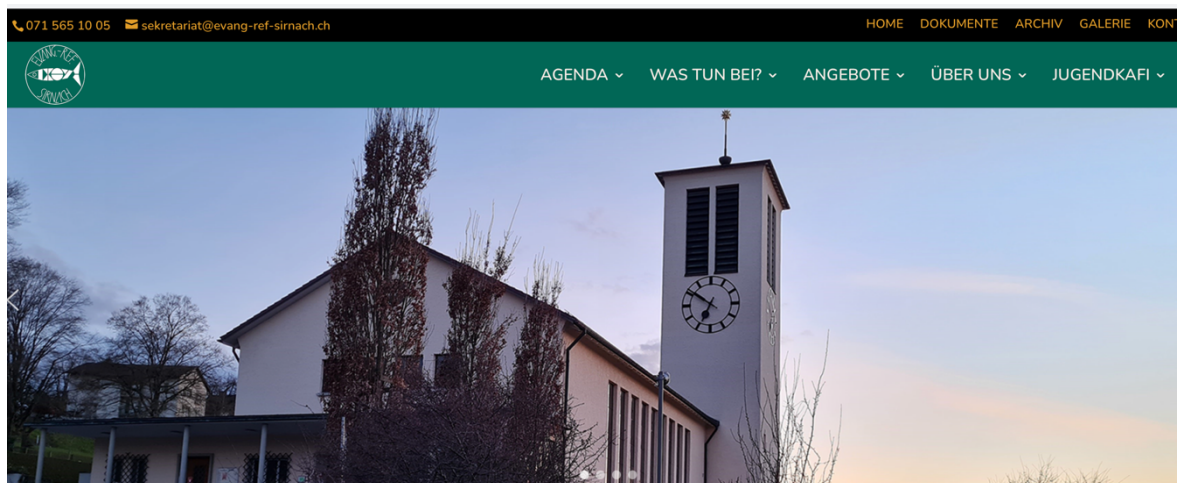 071 565 10 05 sekretariat@evang-ref-sirnach.ch HOME DOKUMENTE ARCHIV GALERIE KONT
EVANG-REF
SIRNACH
AGENDA WAS TUN BEI? ANGEBOTE ÜBER UNS JUGENDKAFI